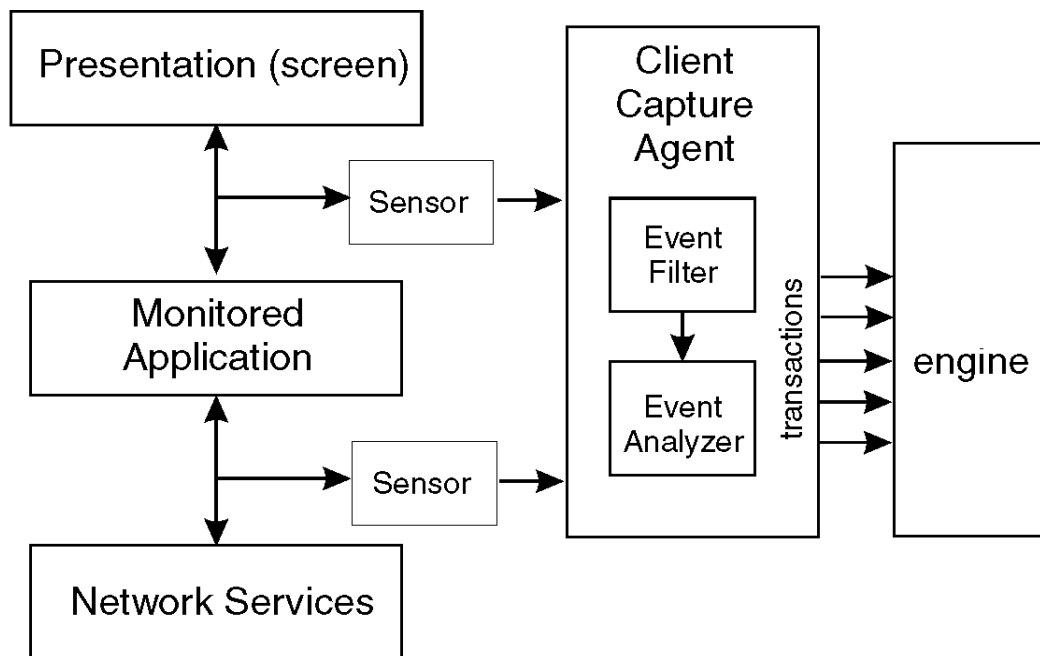 Presentation (screen)
Sensor
Monitored
Application
Sensor
Network Services
Client
Capture
Agent
Event
Filter
Event
Analyzer
transactions
engine